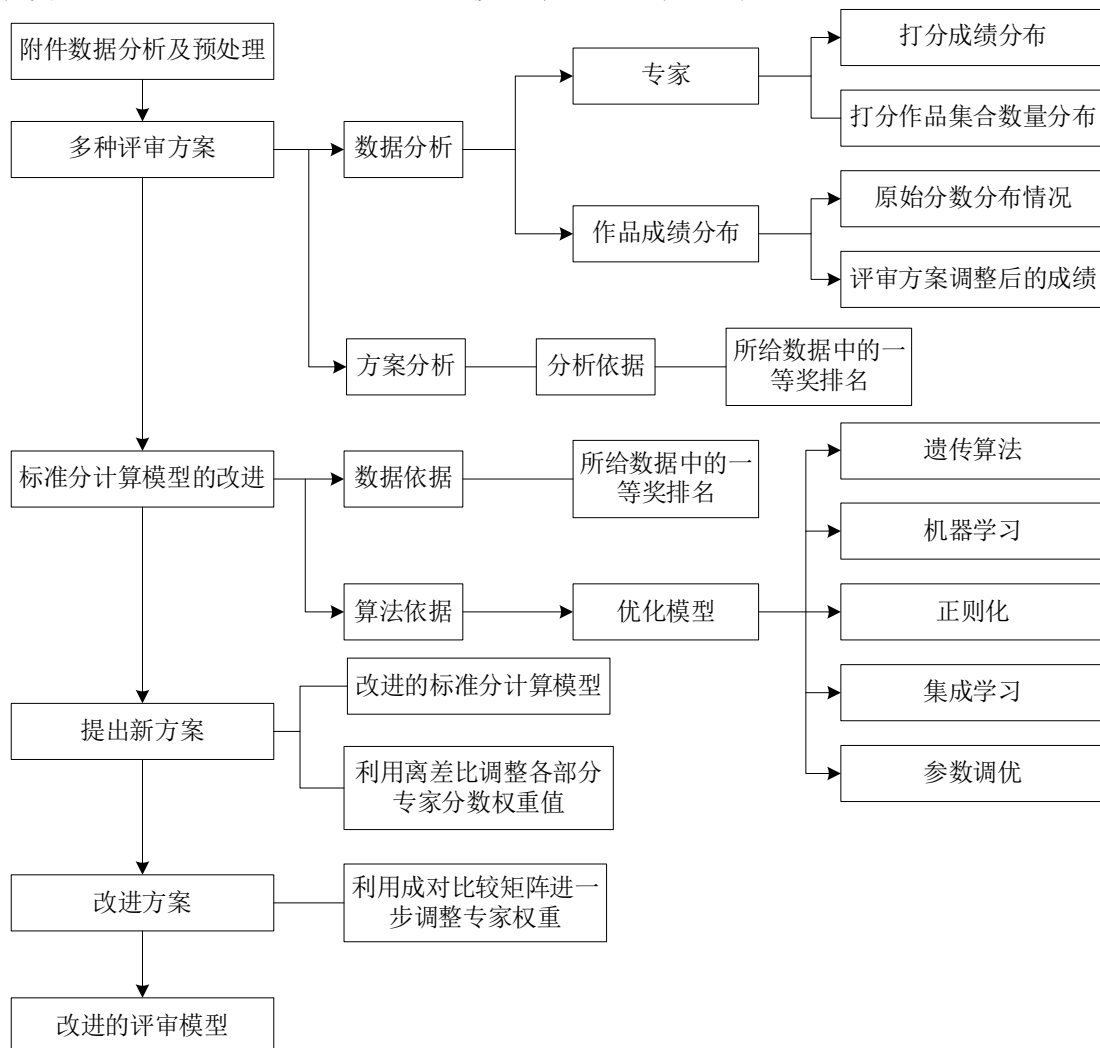 附件数据分析及预处理
多种评审方案
数据分析
专家
打分成绩分布
打分作品集合数量分布
作品成绩分布
原始分数分布情况
评审方案调整后的成绩
方案分析
分析依据
所给数据中的一
等奖排名
标准分计算模型的改进
数据依据
所给数据中的一
等奖排名
算法依据
优化模型
遗传算法
机器学习
正则化
集成学习
参数调优
提出新方案
改进的标准分计算模型
利用离差比调整各部分
专家分数权重值
改进方案
利用成对比较矩阵进一
步调整专家权重
改进的评审模型